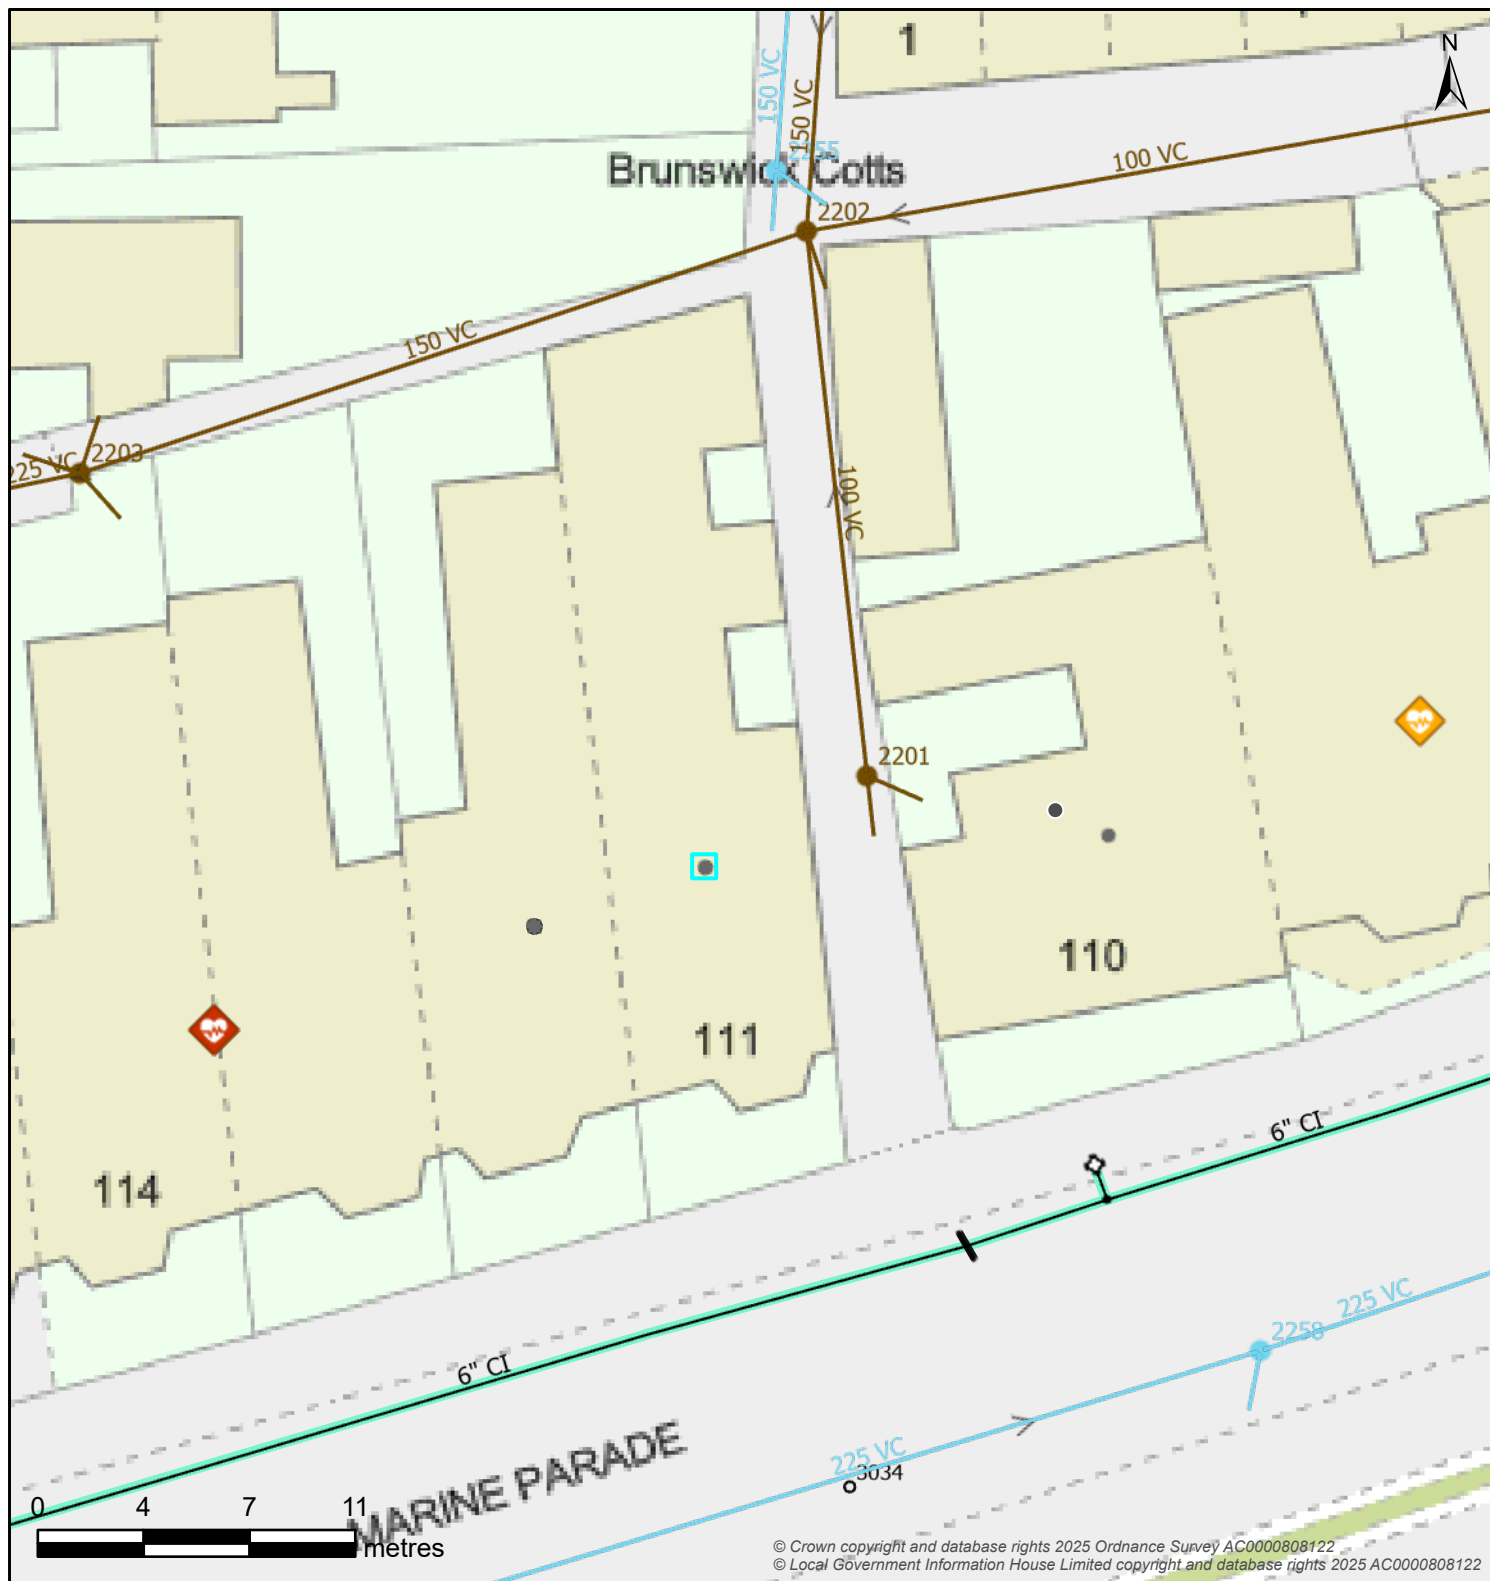 1
N
150 VC
150 VC
2255
100 VC
Brunswick Cotts
2202
150 VC
2203
225 VC
100 VC
2201
110
111
114
6" CI
6" CI
2258
225 VC
225 VC
3034
MARINE PARADE
0 4 7 11
metres
© Crown copyright and database rights 2025 Ordnance Survey AC0000808122
© Local Government Information House Limited copyright and database rights 2025 AC0000808122